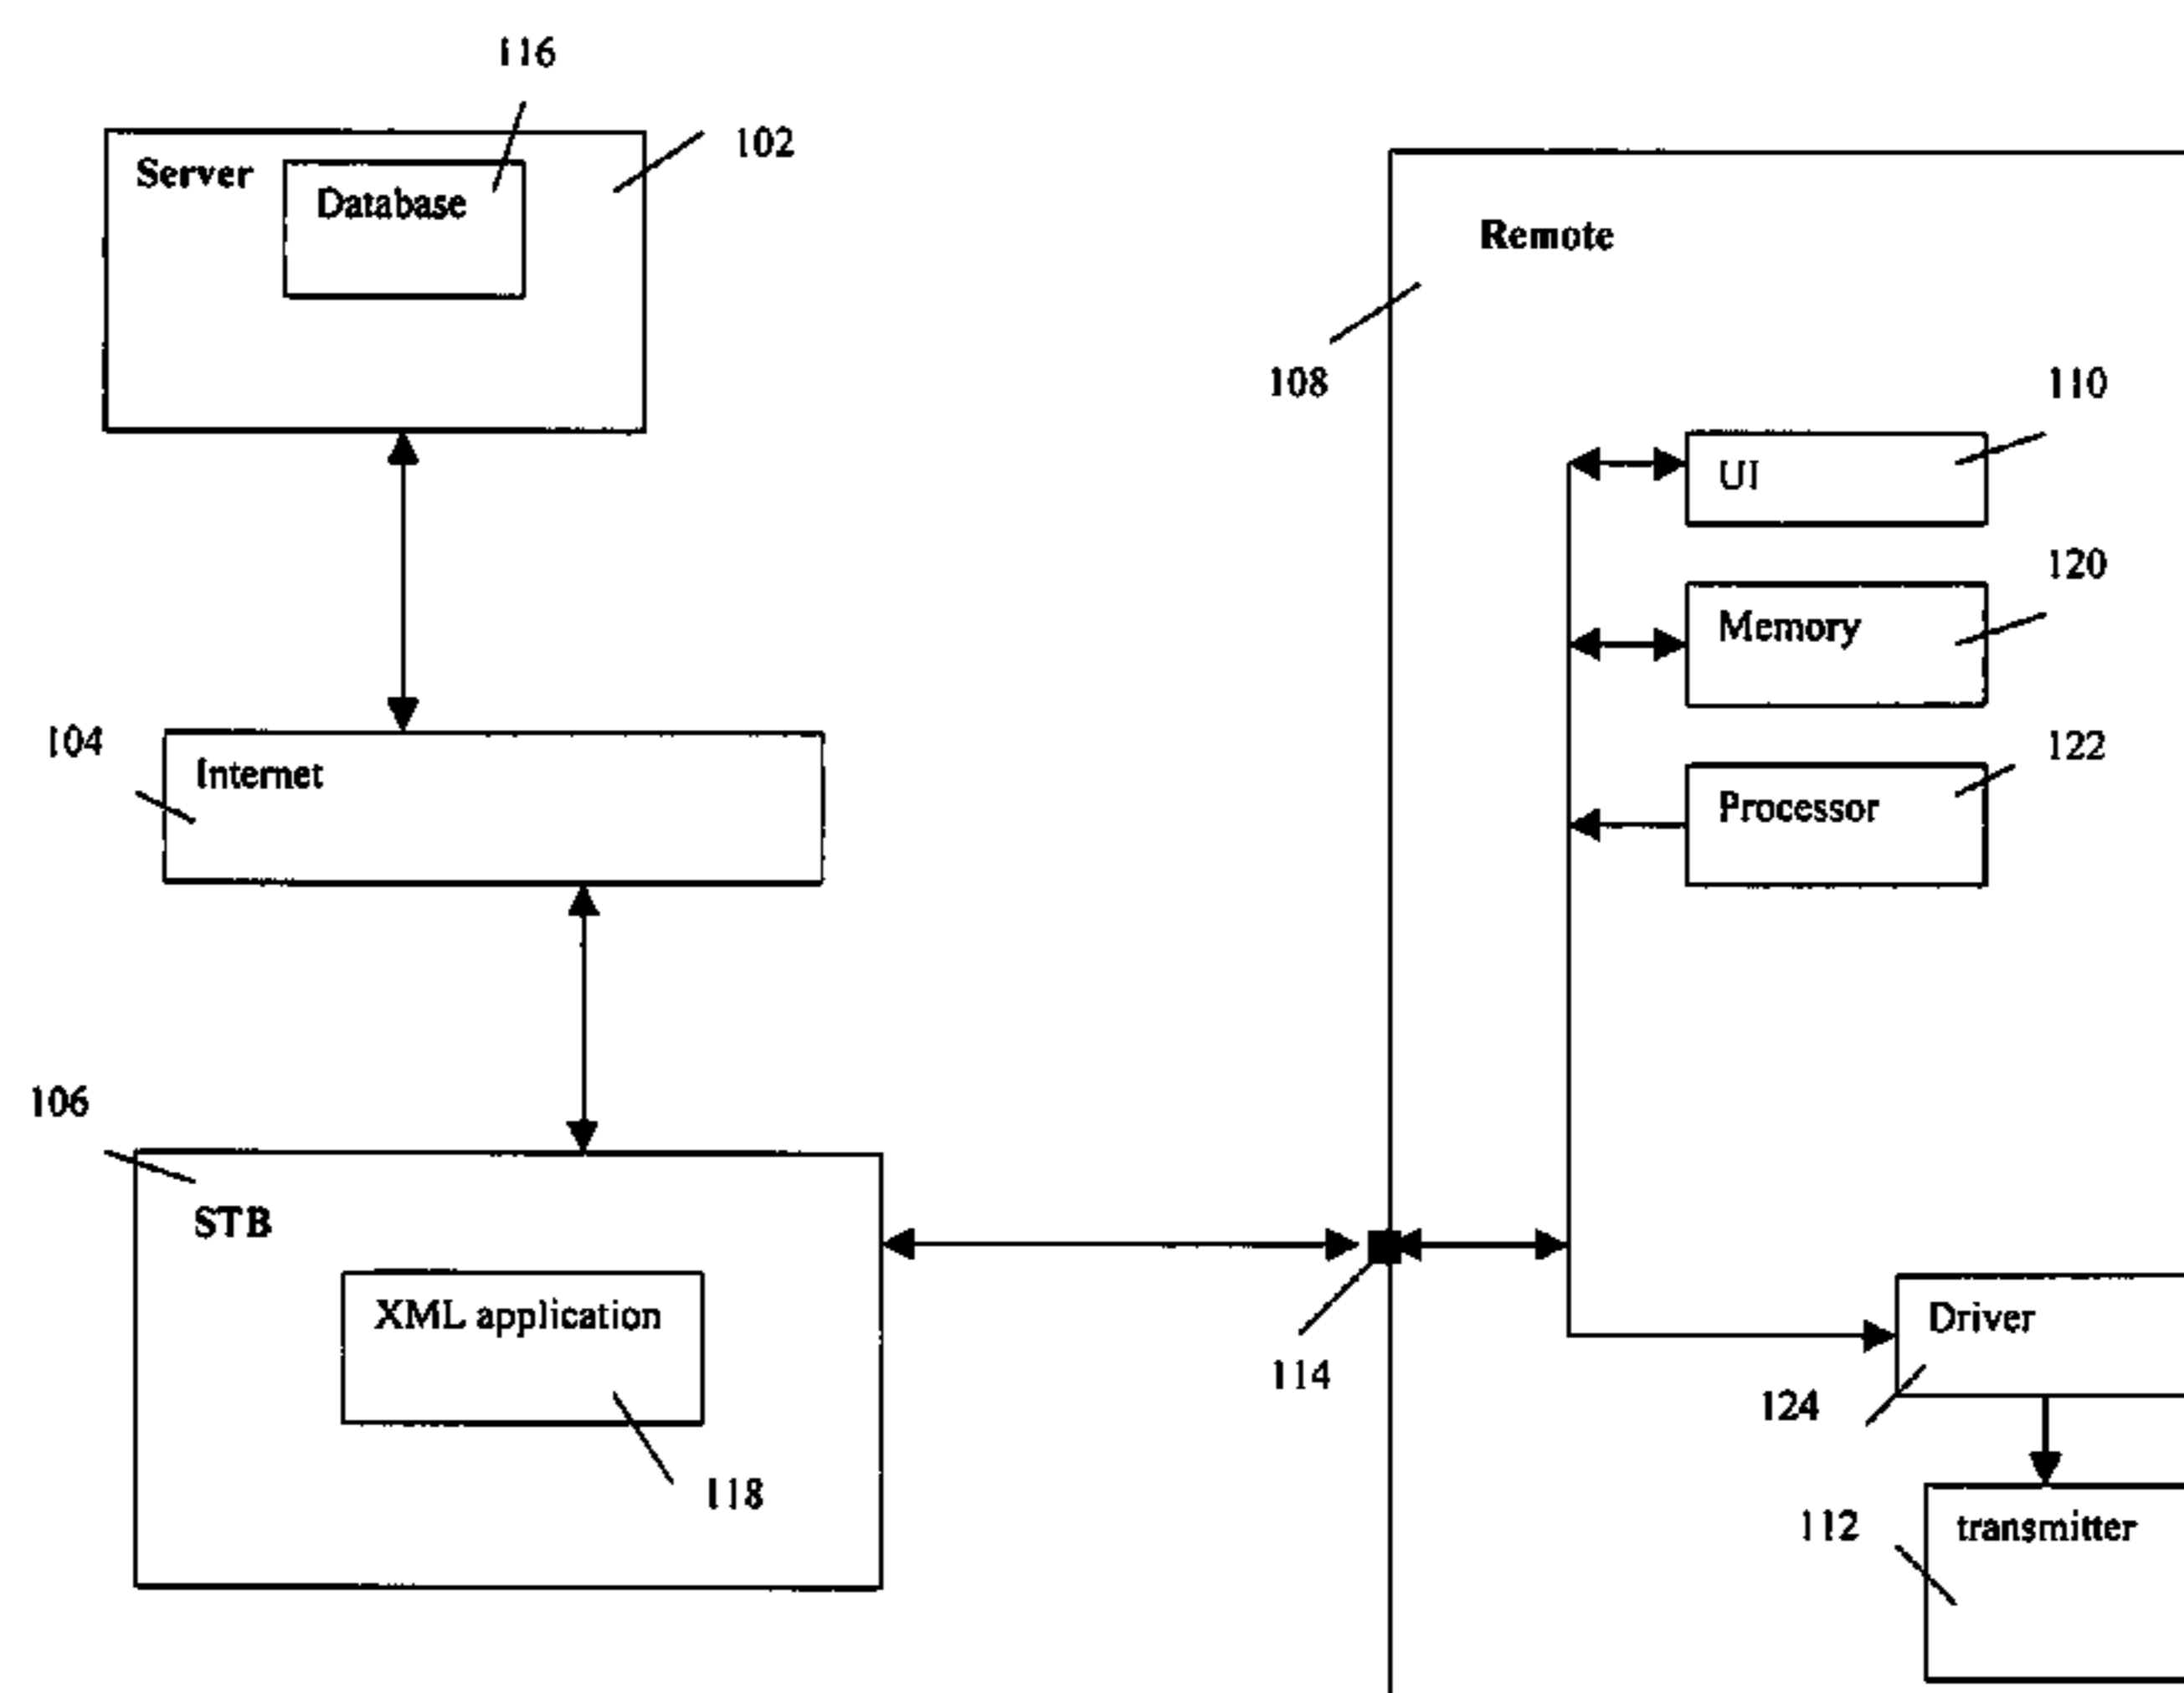 116
102
Server
Database
Remote
108
110
UI
120
Memory
104
Internet
122
Processor
106
STB
XML application
118
114
Driver
124
112
transmitter